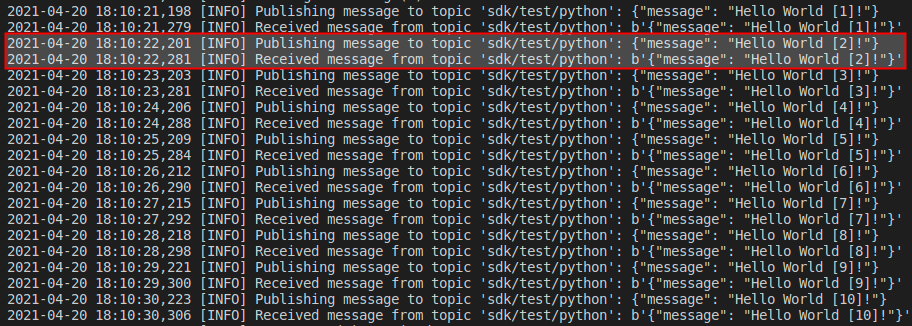 2021-04-20 18:10:21,198 [INFO] Publishing message to topic 'sdk/test/python': {"message": "Hello World [1]!"}
2021-04-20 18:10:21,279 [INFO] Received message from topic 'sdk/test/python': b'{"message": "Hello World [1]!"}'
2021-04-20 18:10:22,201 [INFO] Publishing message to topic 'sdk/test/python': {"message": "Hello World [2]!"}
2021-04-20 18:10:22,281 [INFO] Received message from topic 'sdk/test/python': b'{"message": "Hello World [2]!"}'
2021-04-20 18:10:23,203 [INFO] Publishing message to topic 'sdk/test/python': {"message": "Hello World [3]!"}
2021-04-20 18:10:23,281 [INFO] Received message from topic 'sdk/test/python': b'{"message": "Hello World [3]!"}'
2021-04-20 18:10:24,206 [INFO] Publishing message to topic 'sdk/test/python': {"message": "Hello World [4]!"}
2021-04-20 18:10:24,288 [INFO] Received message from topic 'sdk/test/python': b'{"message": "Hello World [4]!"}'
2021-04-20 18:10:25,209 [INFO] Publishing message to topic 'sdk/test/python': {"message": "Hello World [5]!"}
2021-04-20 18:10:25,284 [INFO] Received message from topic 'sdk/test/python': b'{"message": "Hello World [5]!"}'
2021-04-20 18:10:26,212 [INFO] Publishing message to topic 'sdk/test/python': {"message": "Hello World [6]!"}
2021-04-20 18:10:26,290 [INFO] Received message from topic 'sdk/test/python': b'{"message": "Hello World [6]!"}'
2021-04-20 18:10:27,215 [INFO] Publishing message to topic 'sdk/test/python': {"message": "Hello World [7]!"}
2021-04-20 18:10:27,292 [INFO] Received message from topic 'sdk/test/python': b'{"message": "Hello World [7]!"}'
2021-04-20 18:10:28,218 [INFO] Publishing message to topic 'sdk/test/python': {"message": "Hello World [8]!"}
2021-04-20 18:10:28,298 [INFO] Received message from topic 'sdk/test/python': b'{"message": "Hello World [8]!"}'
2021-04-20 18:10:29,221 [INFO] Publishing message to topic 'sdk/test/python': {"message": "Hello World [9]!"}
2021-04-20 18:10:29,300 [INFO] Received message from topic 'sdk/test/python': b'{"message": "Hello World [9]!"}'
2021-04-20 18:10:30,223 [INFO] Publishing message to topic 'sdk/test/python': {"message": "Hello World [10]!"}
2021-04-20 18:10:30,306 [INFO] Received message from topic 'sdk/test/python': b'{"message": "Hello World [10]!"}'